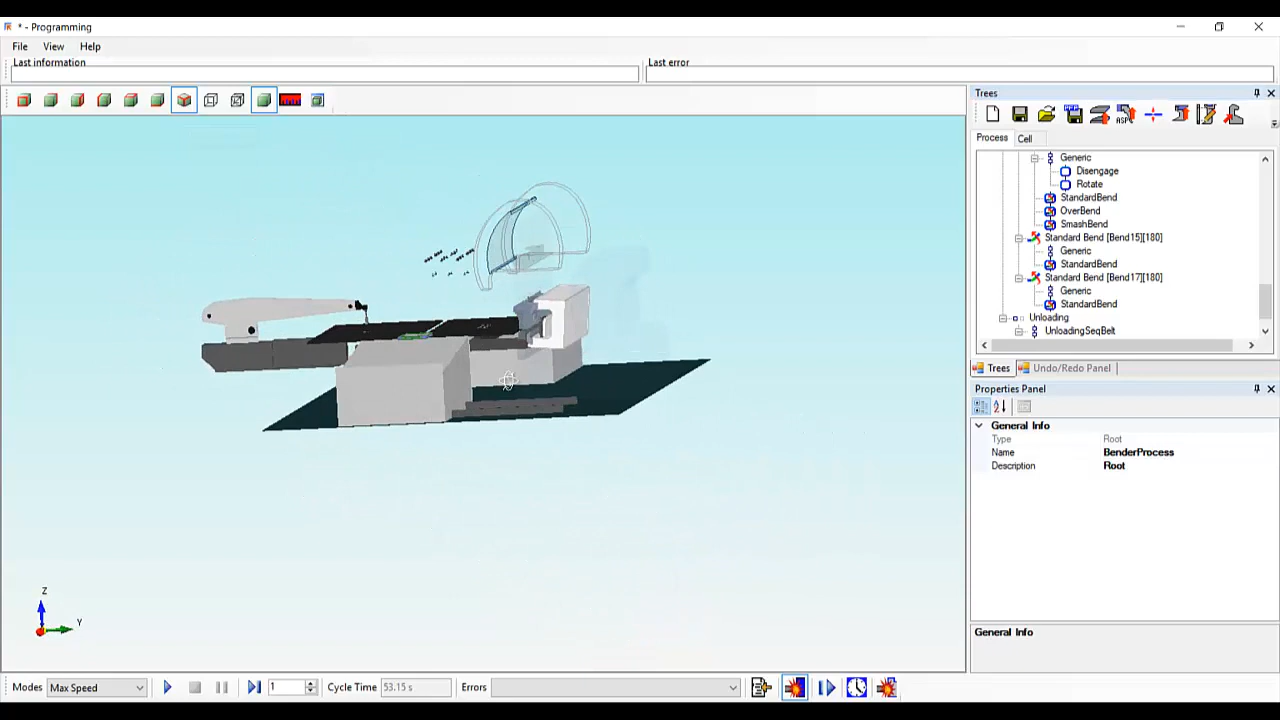 * - Programming
File View Help
Last information
Last error
Trees
ASP
Process Cell
Generic
Disengage
Rotate
StandardBend
OverBend
SmashBend
Standard Bend [Bend15][180]
Generic
StandardBend
Standard Bend [Bend17][180]
Generic
StandardBend
Unloading
UnloadingSeqBelt
Trees Undo/Redo Panel
Properties Panel
General Info
Type Root
Name BenderProcess
Description Root
General Info
Z
Y
Modes Max Speed 1 Cycle Time 53.15 s Errors